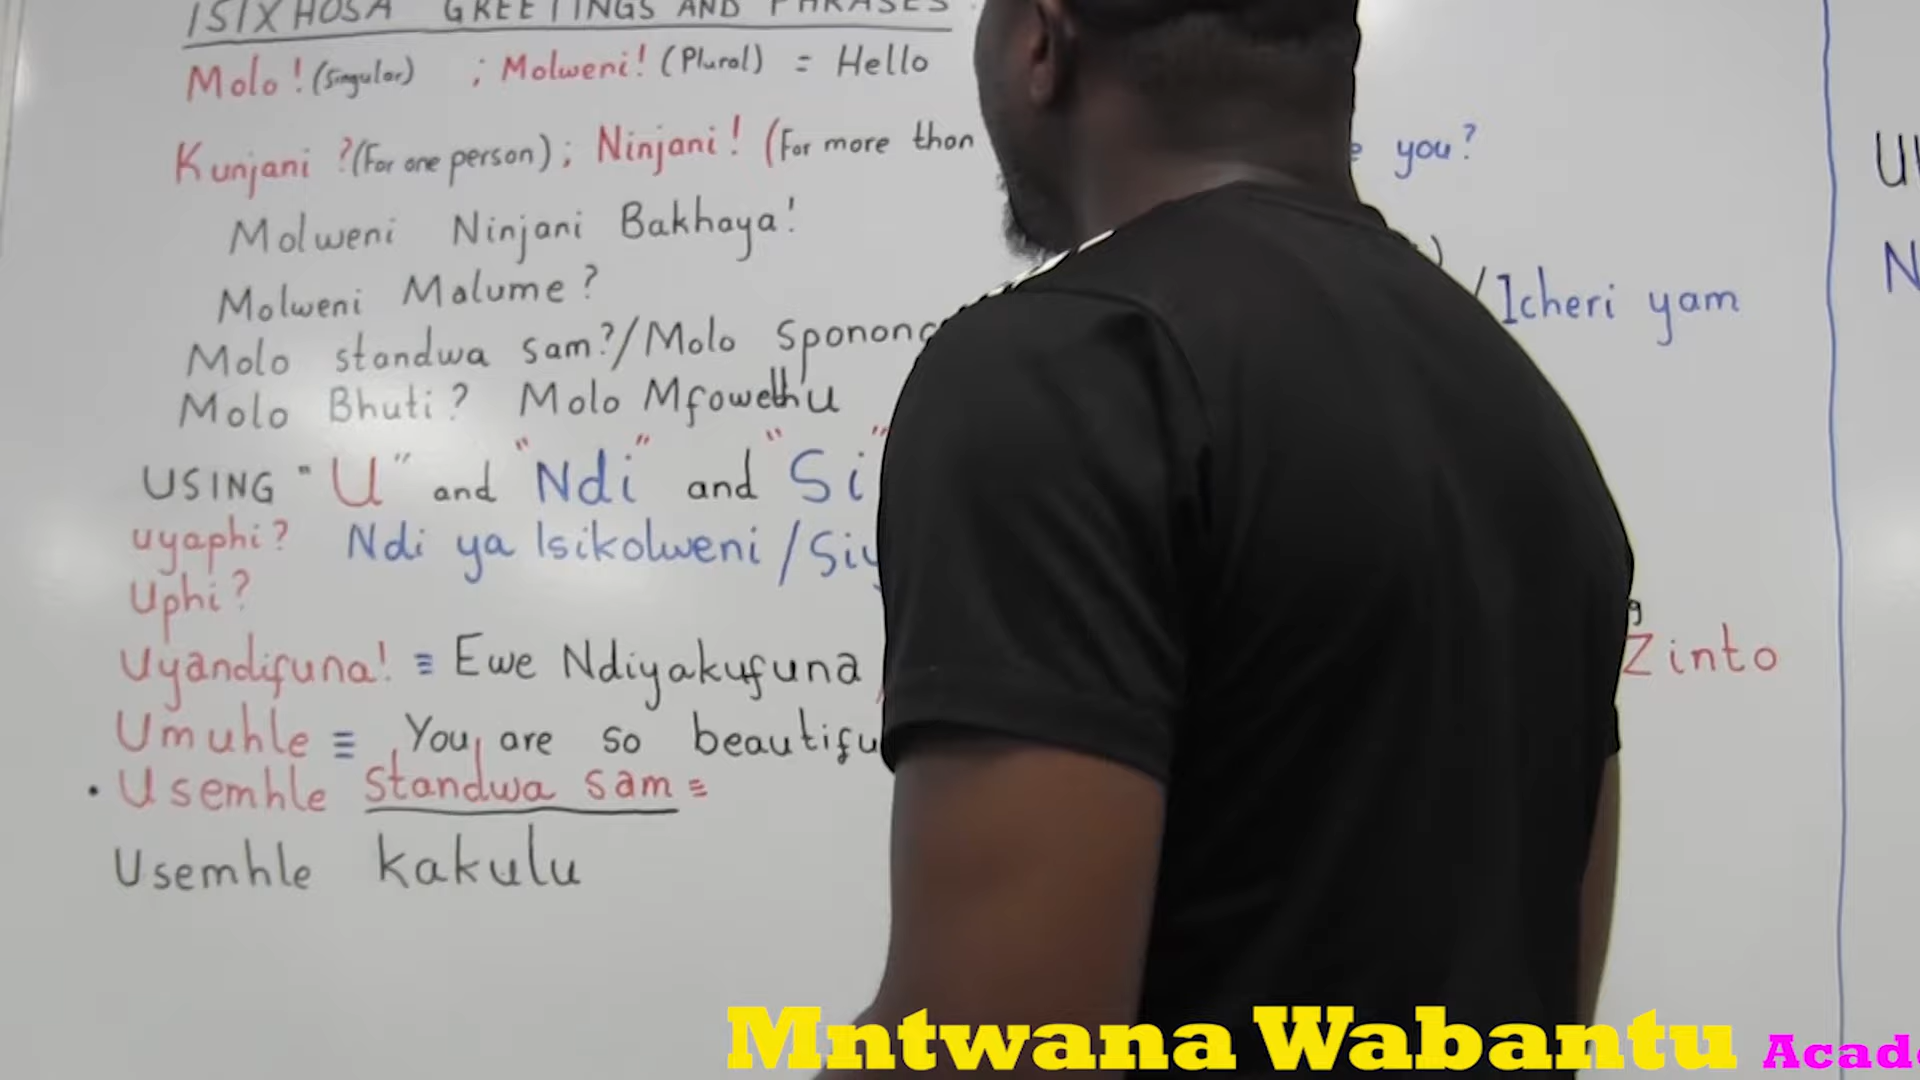 ISIXHOSA GREETINGS AND PHRASES
Molo! (Singular) ; Molweni! (Plural) = Hello
Kunjani ? (For one person) ; Ninjani! (For more than you?
Molweni Ninjani Bakhaya!
Molweni Malume? /Icheri yam
Molo standwa sam?/Molo
Molo Bhuti? Molo Mfowethu
USING "U" and "Ndi" and "Si"
uyaphi? Ndi ya Isikolweni /
Uphi?
Uyandifuna! ≡ Ewe Ndiyakufuna Zinto
Umuhle ≡ You are so
• Usemhle standwa sam ≡
Usemhle kakulu
Mntwana Wabantu